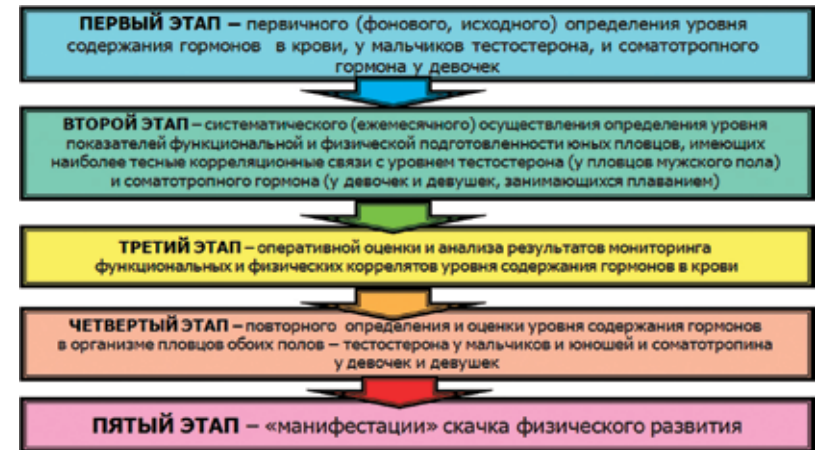 ПЕРВЫЙ ЭТАП – первичного (фонового, исходного) определения уровня
содержания гормонов в крови, у мальчиков тестостерона, и соматотропного
гормона у девочек
ВТОРОЙ ЭТАП – систематического (ежемесячного) осуществления определения уровня
показателей функциональной и физической подготовленности юных пловцов, имеющих
наиболее тесные корреляционные связи с уровнем тестостерона (у пловцов мужского пола)
и соматотропного гормона (у девочек и девушек, занимающихся плаванием)
ТРЕТИЙ ЭТАП – оперативной оценки и анализа результатов мониторинга
функциональных и физических коррелятов уровня содержания гормонов в крови
ЧЕТВЕРТЫЙ ЭТАП – повторного определения и оценки уровня содержания гормонов
в организме пловцов обоих полов – тестостерона у мальчиков и юношей и соматотропина
у девочек и девушек
ПЯТЫЙ ЭТАП – «манифестации» скачка физического развития